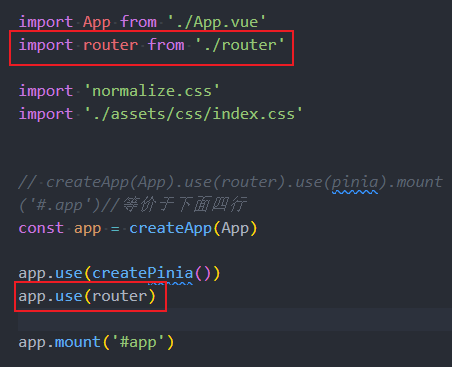 import App from './App.vue'
import router from './router'
import 'normalize.css'
import './assets/css/index.css'
// createApp(App).use(router).use(pinia).mount
('#.app')//等价于下面四行
const app = createApp(App)
app.use(createPinia())
app.use(router)
app.mount('#app')